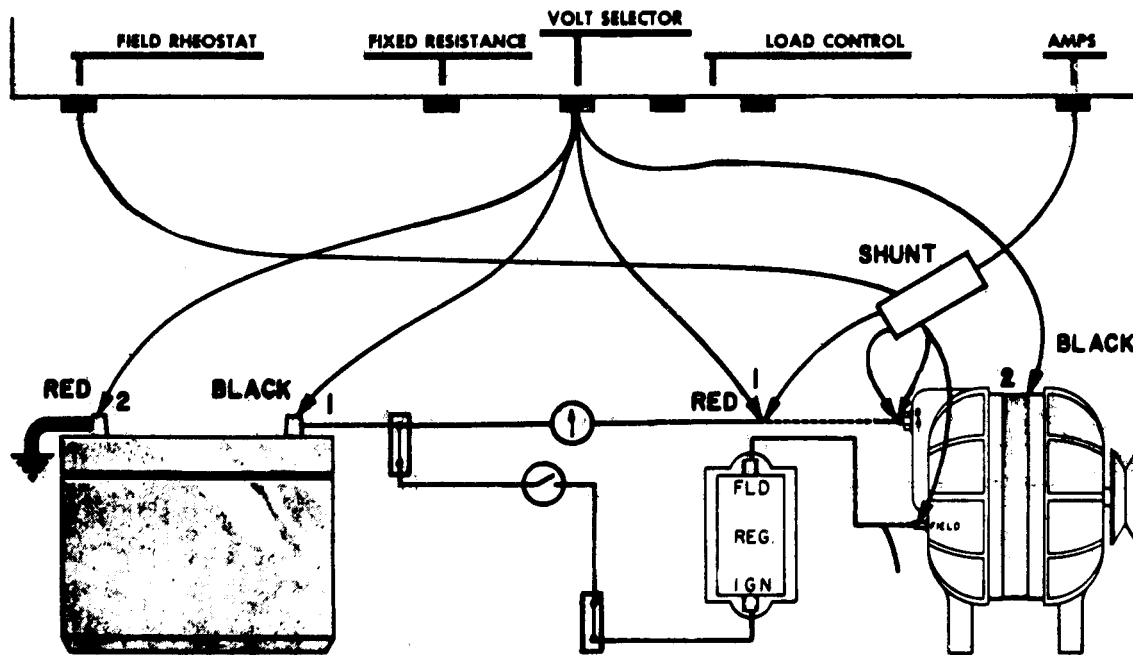 VOLT SELECTOR
FIELD RHEOSTAT
FIXED RESISTANCE
LOAD CONTROL
AMPS
SHUNT
BLACK
RED
2
BLACK
1
1
RED
2
FLD
REG.
IGN
FIELD